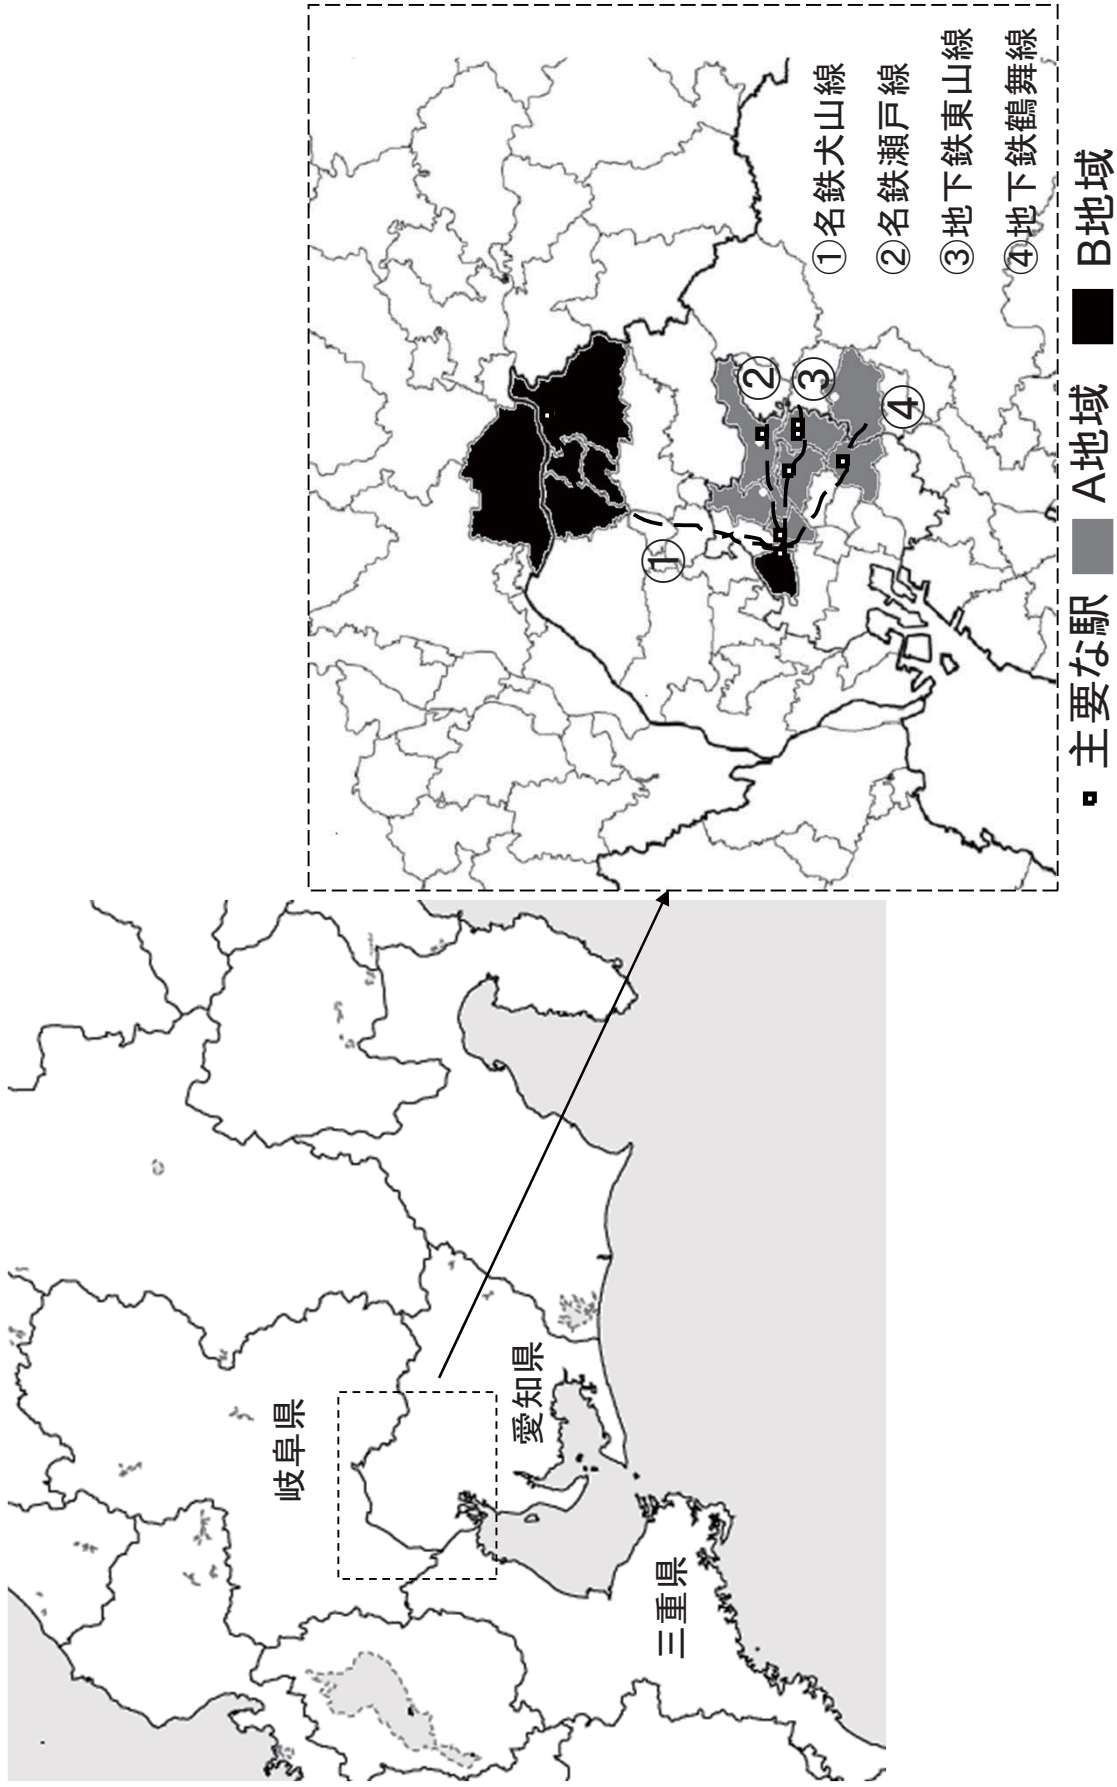 岐阜県
愛知県
三重県
①
②
③
④
①名鉄犬山線
②名鉄瀬戸線
③地下鉄東山線
④地下鉄鶴舞線
主要な駅 A地域 B地域